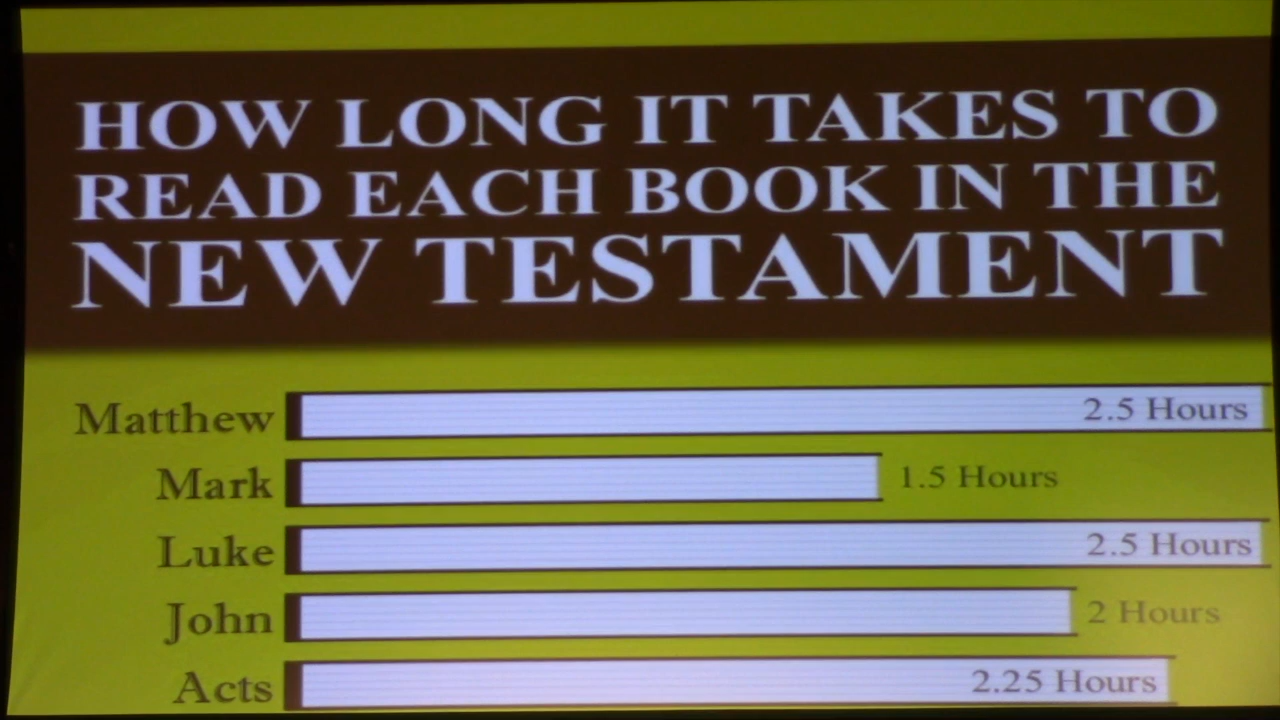 HOW LONG IT TAKES TO
READ EACH BOOK IN THE
NEW TESTAMENT
Matthew 2.5 Hours
Mark 1.5 Hours
Luke 2.5 Hours
John 2 Hours
Acts 2.25 Hours